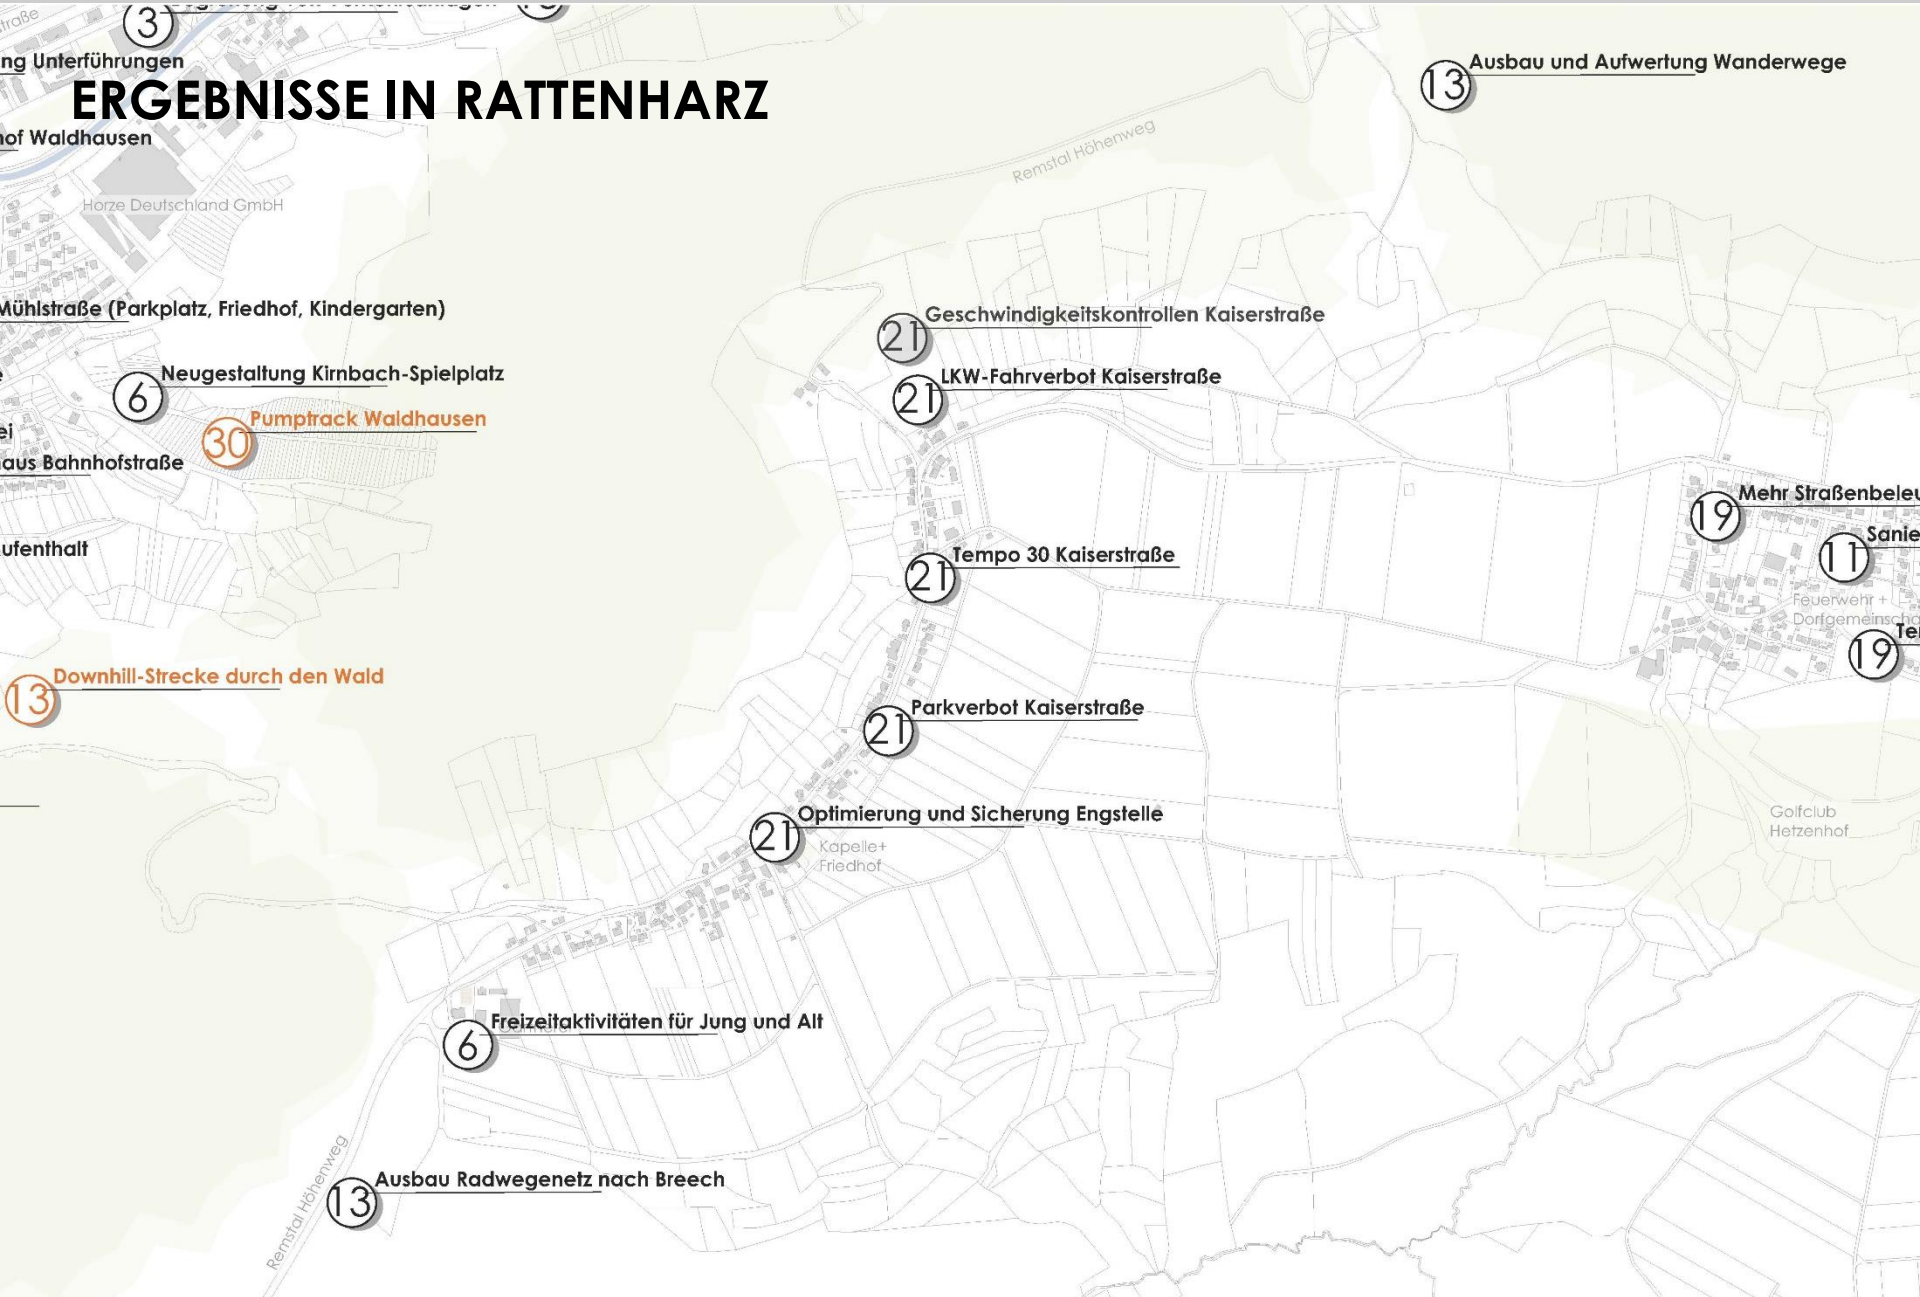 traße
3
ng Unterführungen
ERGEBNISSE IN RATTENHARZ
13
Ausbau und Aufwertung Wanderwege
hof Waldhausen
Remstal Höhenweg
Horze Deutschland GmbH
Mühlstraße (Parkplatz, Friedhof, Kindergarten)
21
Geschwindigkeitskontrollen Kaiserstraße
6
Neugestaltung Kirnbach-Spielplatz
21
LKW-Fahrverbot Kaiserstraße
30
Pumptrack Waldhausen
ei
aus Bahnhofstraße
19
Mehr Straßenbeleu
11
Sanie
ufenthalt
21
Tempo 30 Kaiserstraße
Feuerwehr +
Dorfgemeinscha
19
Te
13
Downhill-Strecke durch den Wald
21
Parkverbot Kaiserstraße
21
Optimierung und Sicherung Engstelle
Kapelle+
Friedhof
Golfclub
Hetzenhof
6
Freizeitaktivitäten für Jung und Alt
Remstal Höhenweg
13
Ausbau Radwegenetz nach Breech